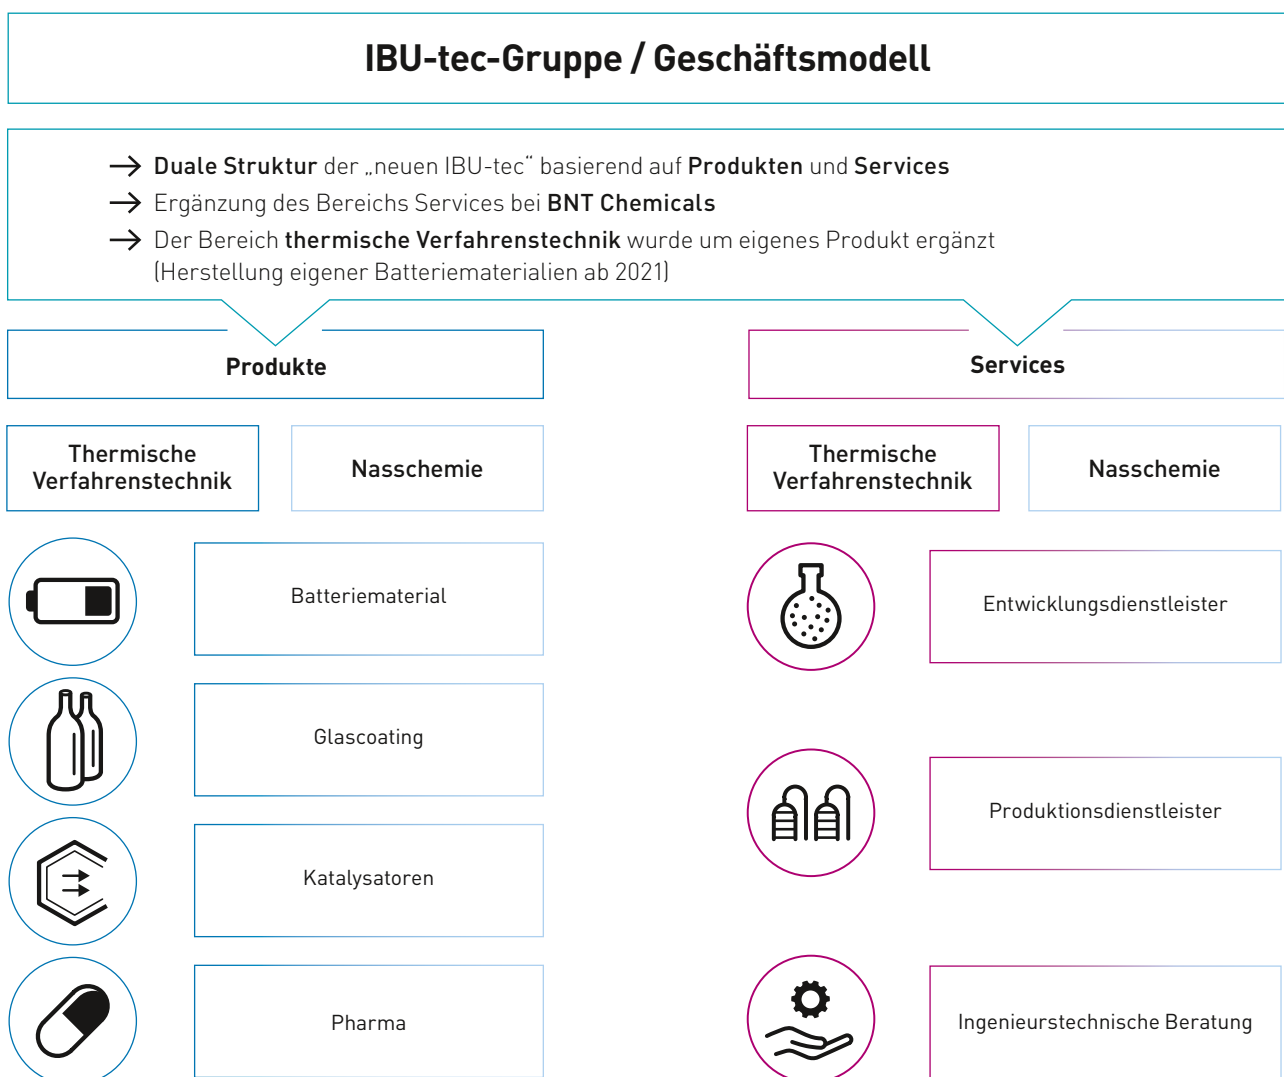 IBU-tec-Gruppe / Geschäftsmodell
→ Duale Struktur der „neuen IBU-tec“ basierend auf Produkten und Services
→ Ergänzung des Bereichs Services bei BNT Chemicals
→ Der Bereich thermische Verfahrenstechnik wurde um eigenes Produkt ergänzt
(Herstellung eigener Batteriematerialien ab 2021)
Produkte
Thermische
Verfahrenstechnik
Nasschemie
Batteriematerial
Glascoating
Katalysatoren
Pharma
Services
Thermische
Verfahrenstechnik
Nasschemie
Entwicklungsdienstleister
Produktionsdienstleister
Ingenieurstechnische Beratung